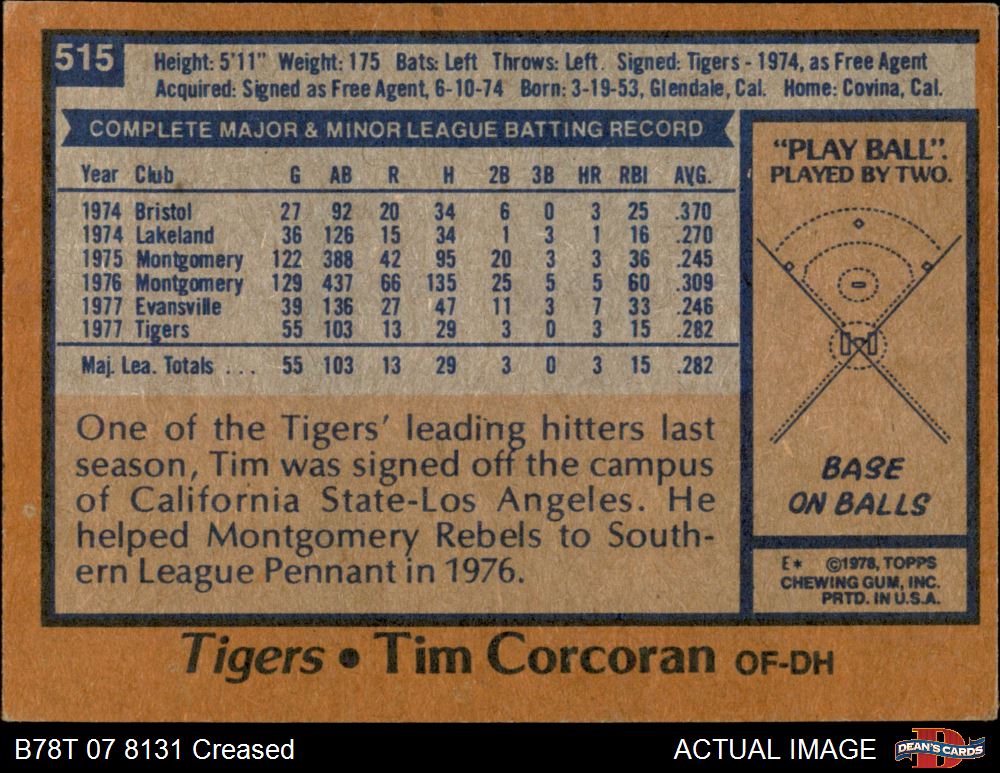 515
Height: 5'11" Weight: 175 Bats: Left Throws: Left. Signed: Tigers - 1974, as Free Agent
Acquired: Signed as Free Agent, 6-10-74 Born: 3-19-53, Glendale, Cal. Home: Covina, Cal.
COMPLETE MAJOR & MINOR LEAGUE BATTING RECORD
Year Club G AB R H 2B 3B HR RBI AVG.
1974 Bristol 27 92 20 34 6 0 3 25 .370
1974 Lakeland 36 126 15 34 1 3 1 16 .270
1975 Montgomery 122 388 42 95 20 3 3 36 .245
1976 Montgomery 129 437 66 135 25 5 5 60 .309
1977 Evansville 39 136 27 47 11 3 7 33 .246
1977 Tigers 55 103 13 29 3 0 3 15 .282
Maj. Lea. Totals . . . 55 103 13 29 3 0 3 15 .282
One of the Tigers' leading hitters last
season, Tim was signed off the campus
of California State-Los Angeles. He
helped Montgomery Rebels to South-
ern League Pennant in 1976.
"PLAY BALL".
PLAYED BY TWO.
BASE
ON BALLS
E* ©1978, TOPPS
CHEWING GUM, INC.
PRTD. IN U.S.A.
Tigers • Tim Corcoran OF-DH
B78T 07 8131 Creased
ACTUAL IMAGE
DEAN'S CARDS